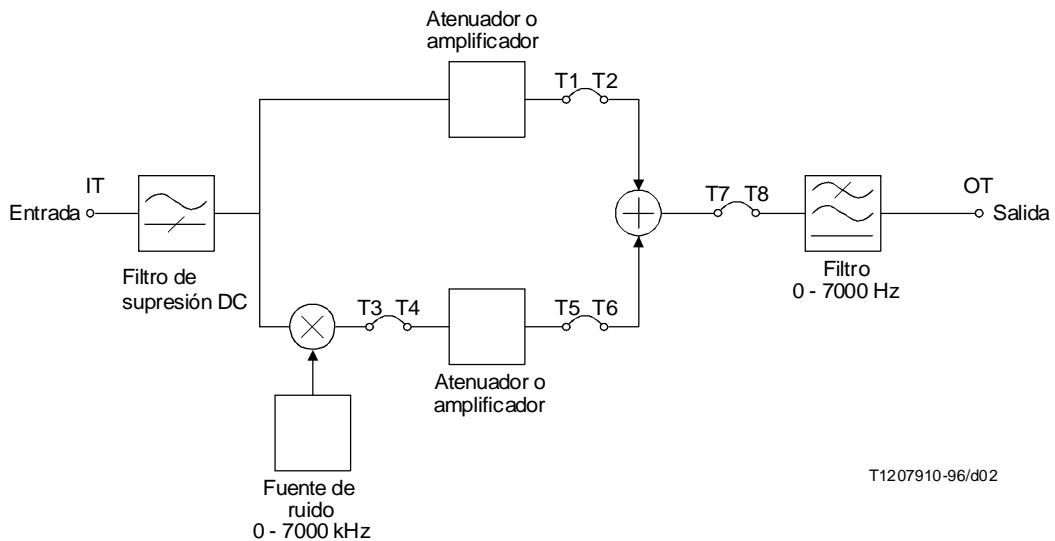 Atenuador o
amplificador
T1 T2
IT
Entrada
Filtro de
supresión DC
T3 T4
T5 T6
Atenuador o
amplificador
Fuente de
ruido
0 - 7000 kHz
T7 T8
Filtro
0 - 7000 Hz
OT
Salida
T1207910-96/d02